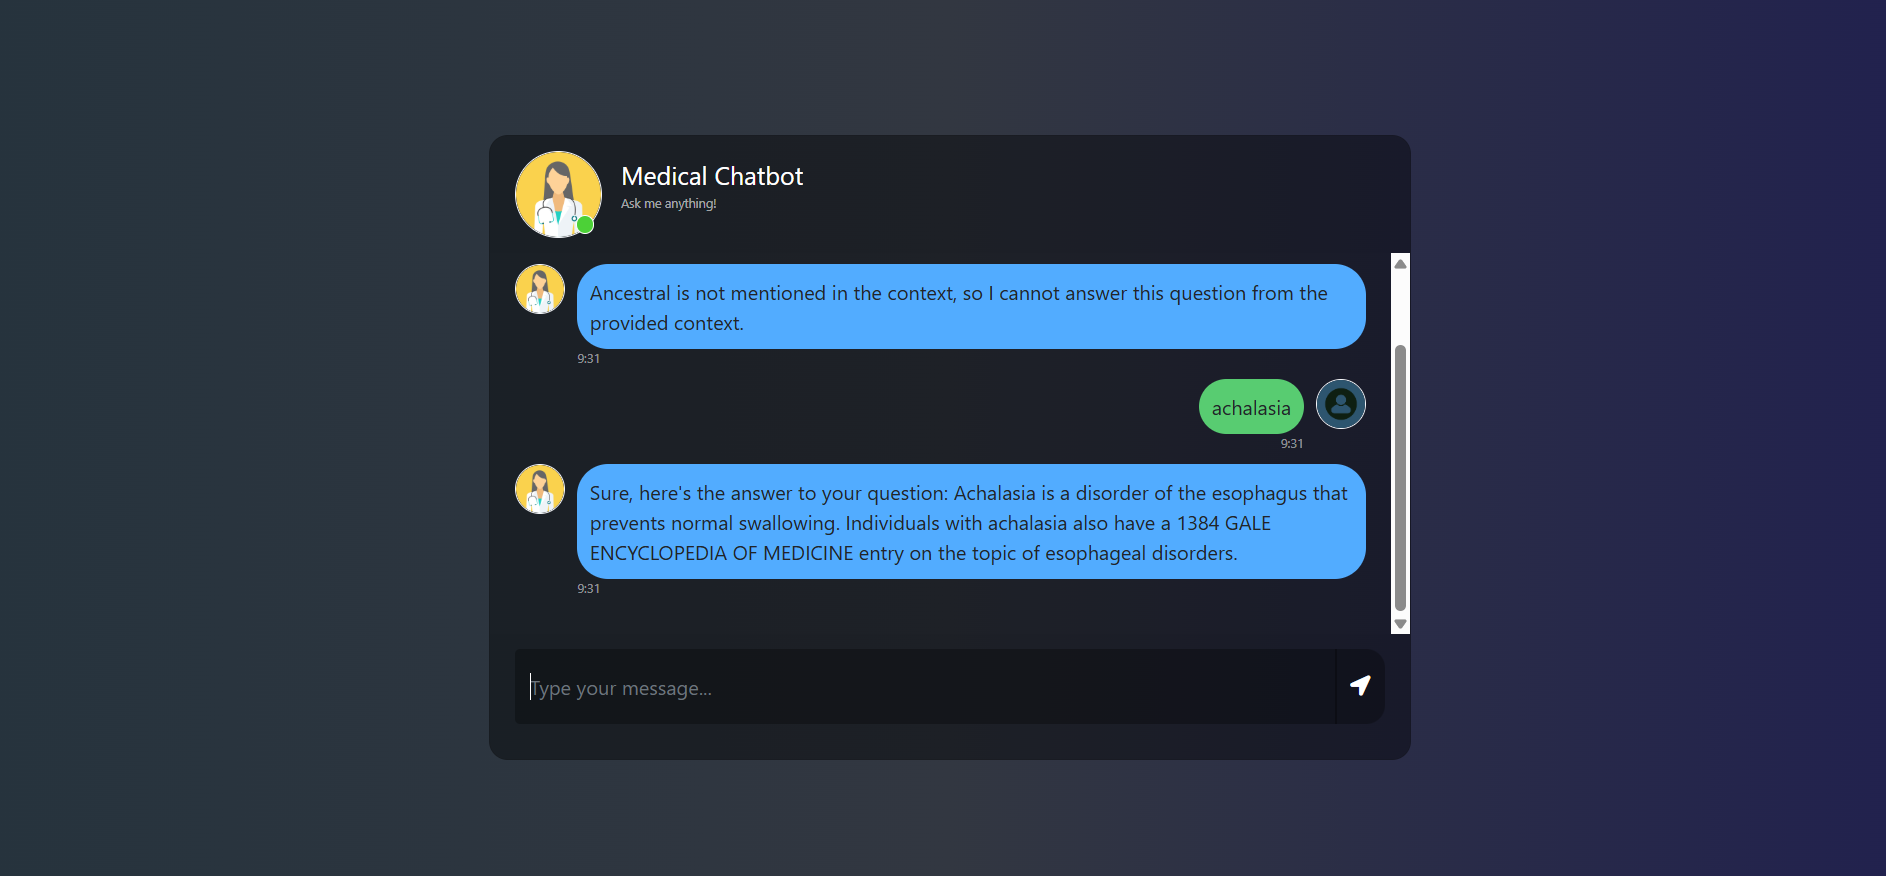 Medical Chatbot
Ask me anything!
Ancestral is not mentioned in the context, so I cannot answer this question from the
provided context.
9:31
achalasia
9:31
Sure, here's the answer to your question: Achalasia is a disorder of the esophagus that
prevents normal swallowing. Individuals with achalasia also have a 1384 GALE
ENCYCLOPEDIA OF MEDICINE entry on the topic of esophageal disorders.
9:31
Type your message...